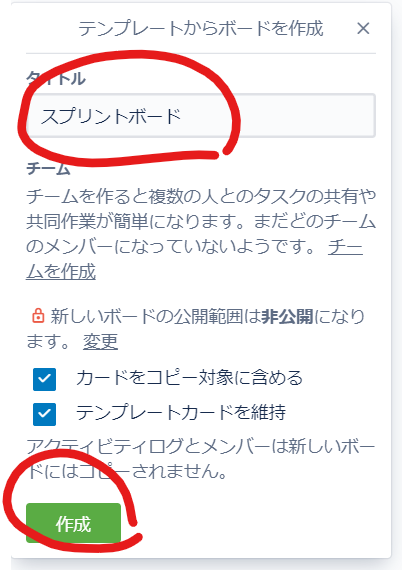 テンプレートからボードを作成
タイトル
スプリントボード
チーム
チームを作ると複数の人とのタスクの共有や
共同作業が簡単になります。まだどのチーム
のメンバーになっていないようです。 チー
ムを作成
新しいボードの公開範囲は非公開になり
ます。 変更
カードをコピー対象に含める
テンプレートカードを維持
アクティビティログとメンバーは新しいボー
ドにはコピーされません。
作成